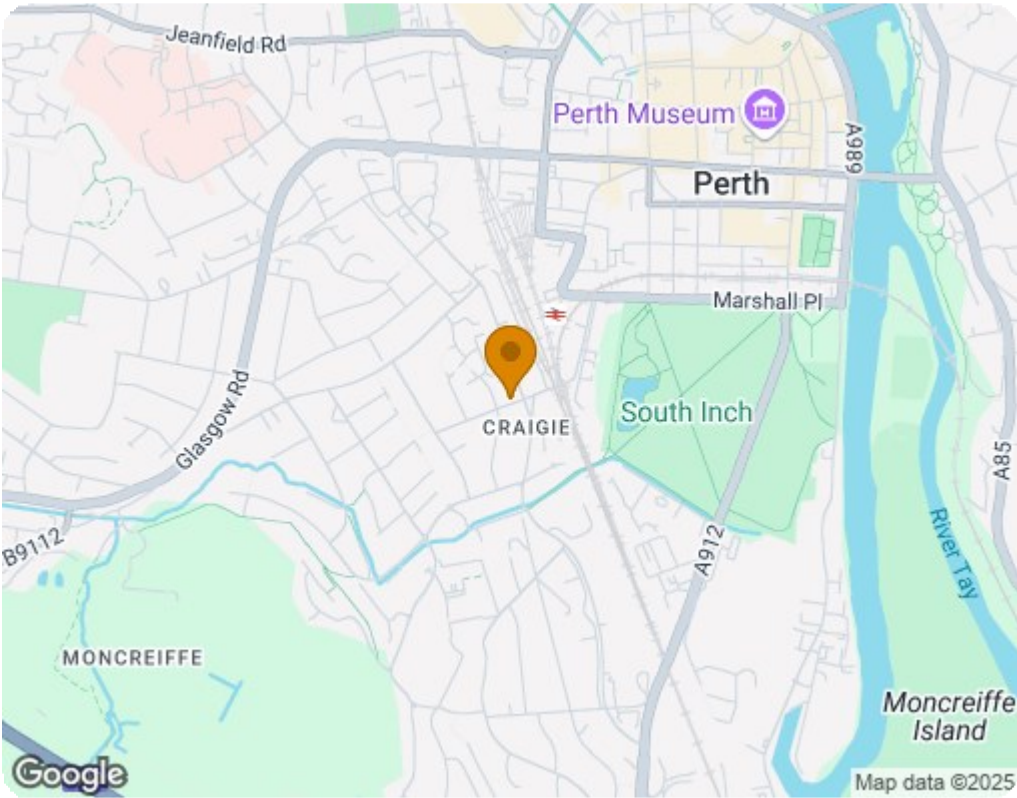 Jeanfield Rd
Perth Museum
A989
Perth
Marshall Pl
Glasgow Rd
South Inch
CRAIGIE
A85
B9112
A912
River Tay
MONCREIFFE
Moncreiffe
Island
Google
Map data ©2025